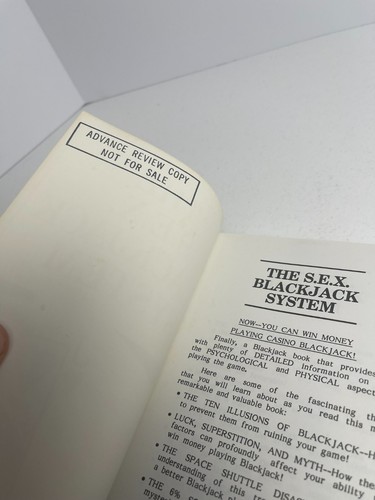 ADVANCE REVIEW COPY
NOT FOR SALE
THE S.E.X.
BLACKJACK
SYSTEM
NOW--YOU CAN WIN MONEY
PLAYING CASINO BLACKJACK!
Finally, a Blackjack book that provides
with plenty of DETAILED information on
the PSYCHOLOGICAL and PHYSICAL aspect
playing the game.
Here are some of the fascinating th
that you will learn about as you read this n
remarkable and valuable book:
• THE TEN ILLUSIONS OF BLACKJACK--H
to prevent them from ruining your game!
• LUCK, SUPERSTITION, AND MYTH--How the
factors can profoundly affect your ability
win money playing Blackjack!
• THE SPACE SHUTTLE DISA
understanding of this
a better Blackjack
• THE 6%